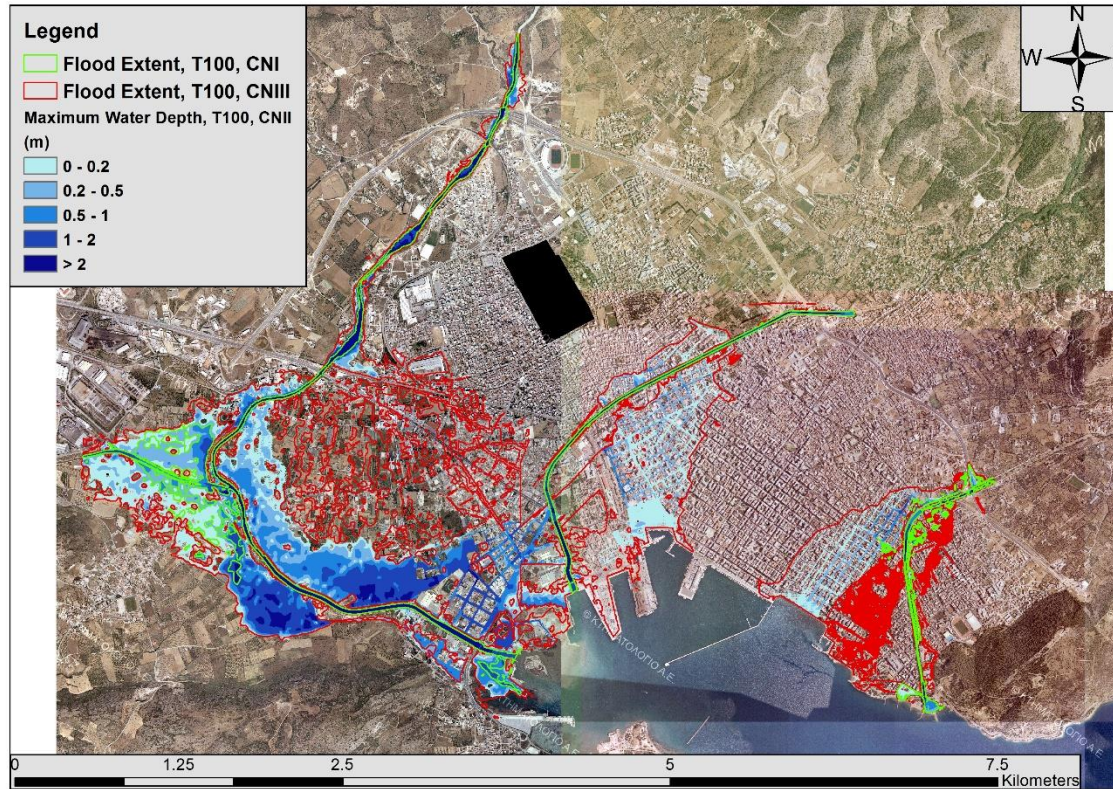 Legend
Flood Extent, T100, CNI
Flood Extent, T100, CNIII
Maximum Water Depth, T100, CNII
(m)
0 - 0.2
0.2 - 0.5
0.5 - 1
1 - 2
> 2
N
W
E
S
0 1.25 2.5 5 7.5
Kilometers